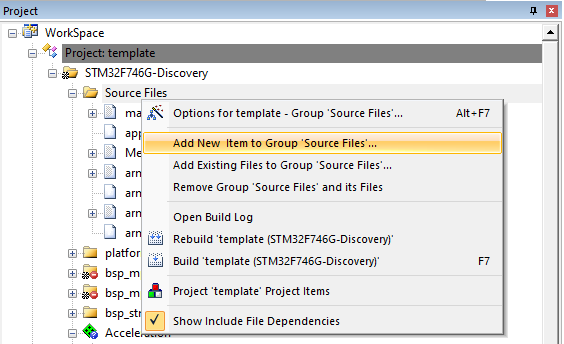 Project
WorkSpace
Project: template
STM32F746G-Discovery
Source Files
ma
Options for template - Group 'Source Files'... Alt+F7
app
Add New Item to Group 'Source Files'...
Me
Add Existing Files to Group 'Source Files'...
arm
Remove Group 'Source Files' and its Files
arm
Open Build Log
arm
Rebuild 'template (STM32F746G-Discovery)'
arm
platfor
Build 'template (STM32F746G-Discovery)' F7
bsp_m
Project 'template' Project Items
bsp_m
bsp_str
Show Include File Dependencies
Acceleration